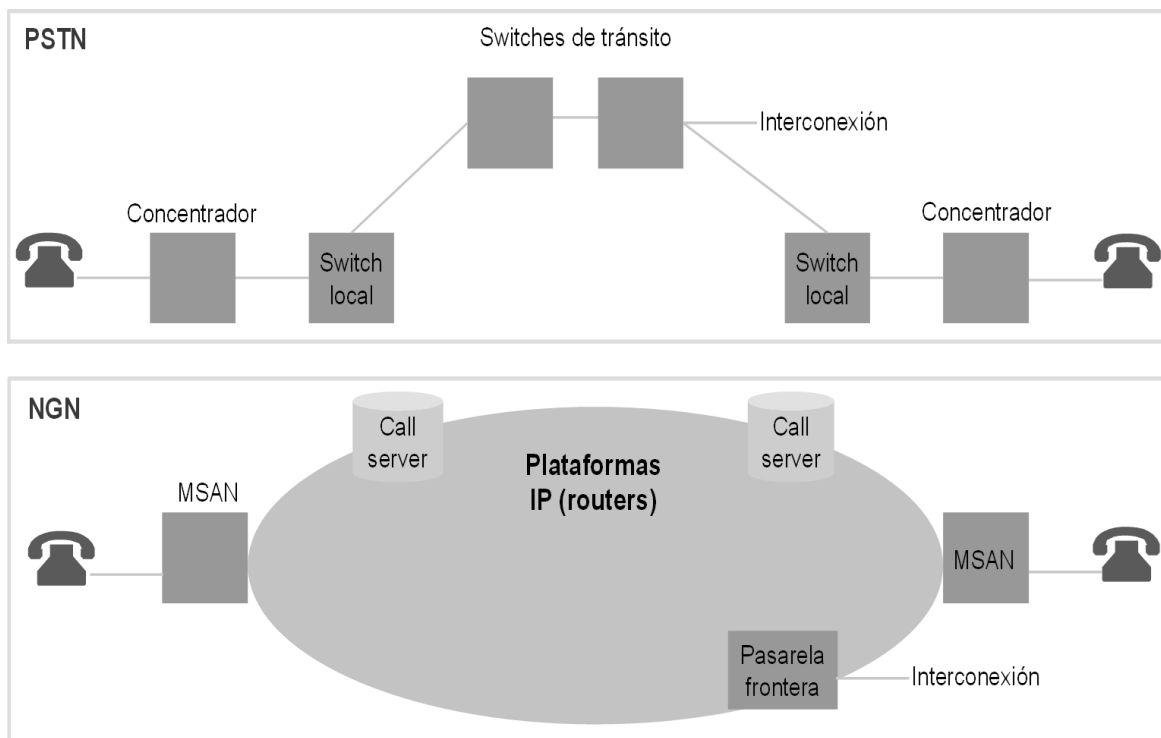 PSTN
Switches de tránsito
Interconexión
Concentrador
Switch
local
Switch
local
Concentrador
NGN
Call
server
Call
server
Plataformas
IP (routers)
MSAN
MSAN
Pasarela
frontera
Interconexión